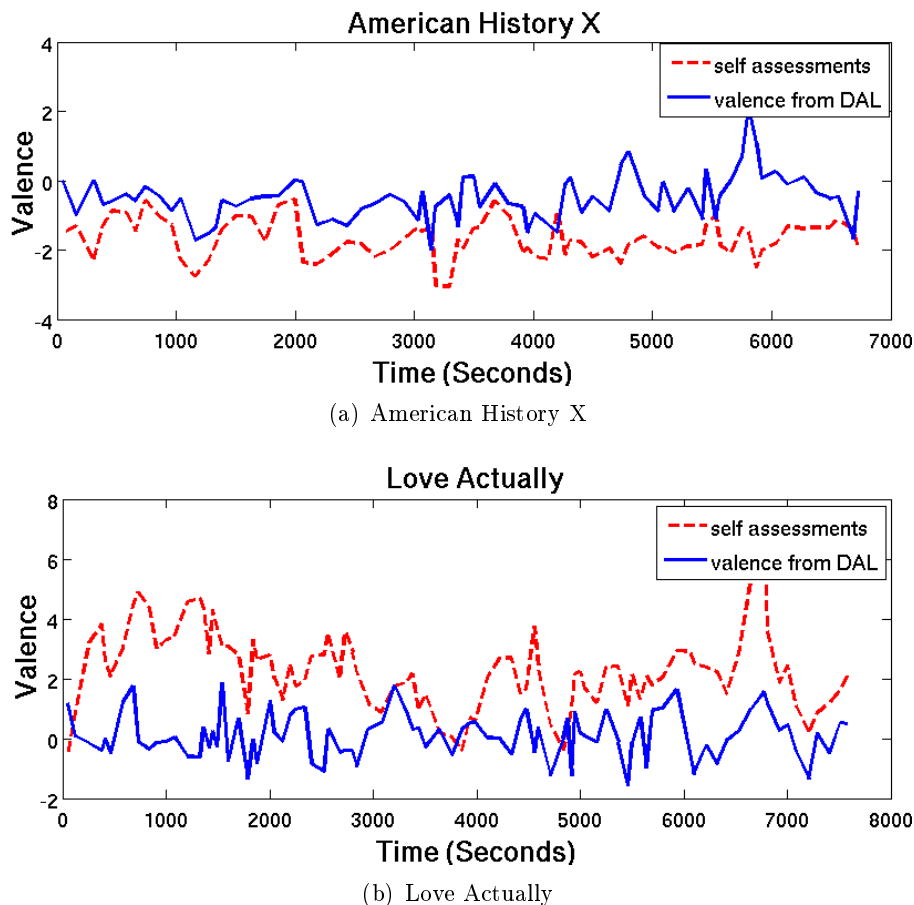 American History X
4
self assessments
valence from DAL
2
0
-2
-4
Valence
0 1000 2000 3000 4000 5000 6000 7000
Time (Seconds)
(a) American History X
Love Actually
8
self assessments
valence from DAL
6
4
2
0
-2
Valence
0 1000 2000 3000 4000 5000 6000 7000 8000
Time (Seconds)
(b) Love Actually